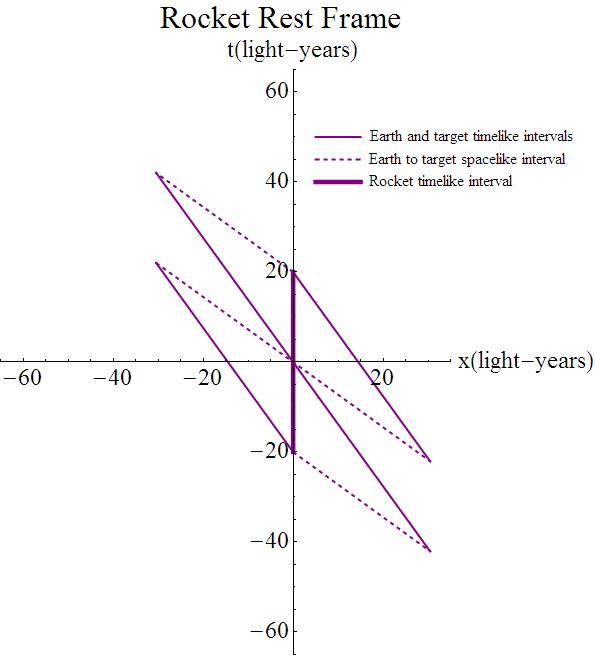 Rocket Rest Frame
t(light−years)
60
Earth and target timelike intervals
Earth to target spacelike interval
40
Rocket timelike interval
20
x(light−years)
−60 −40 −20 20
−20
−40
−60